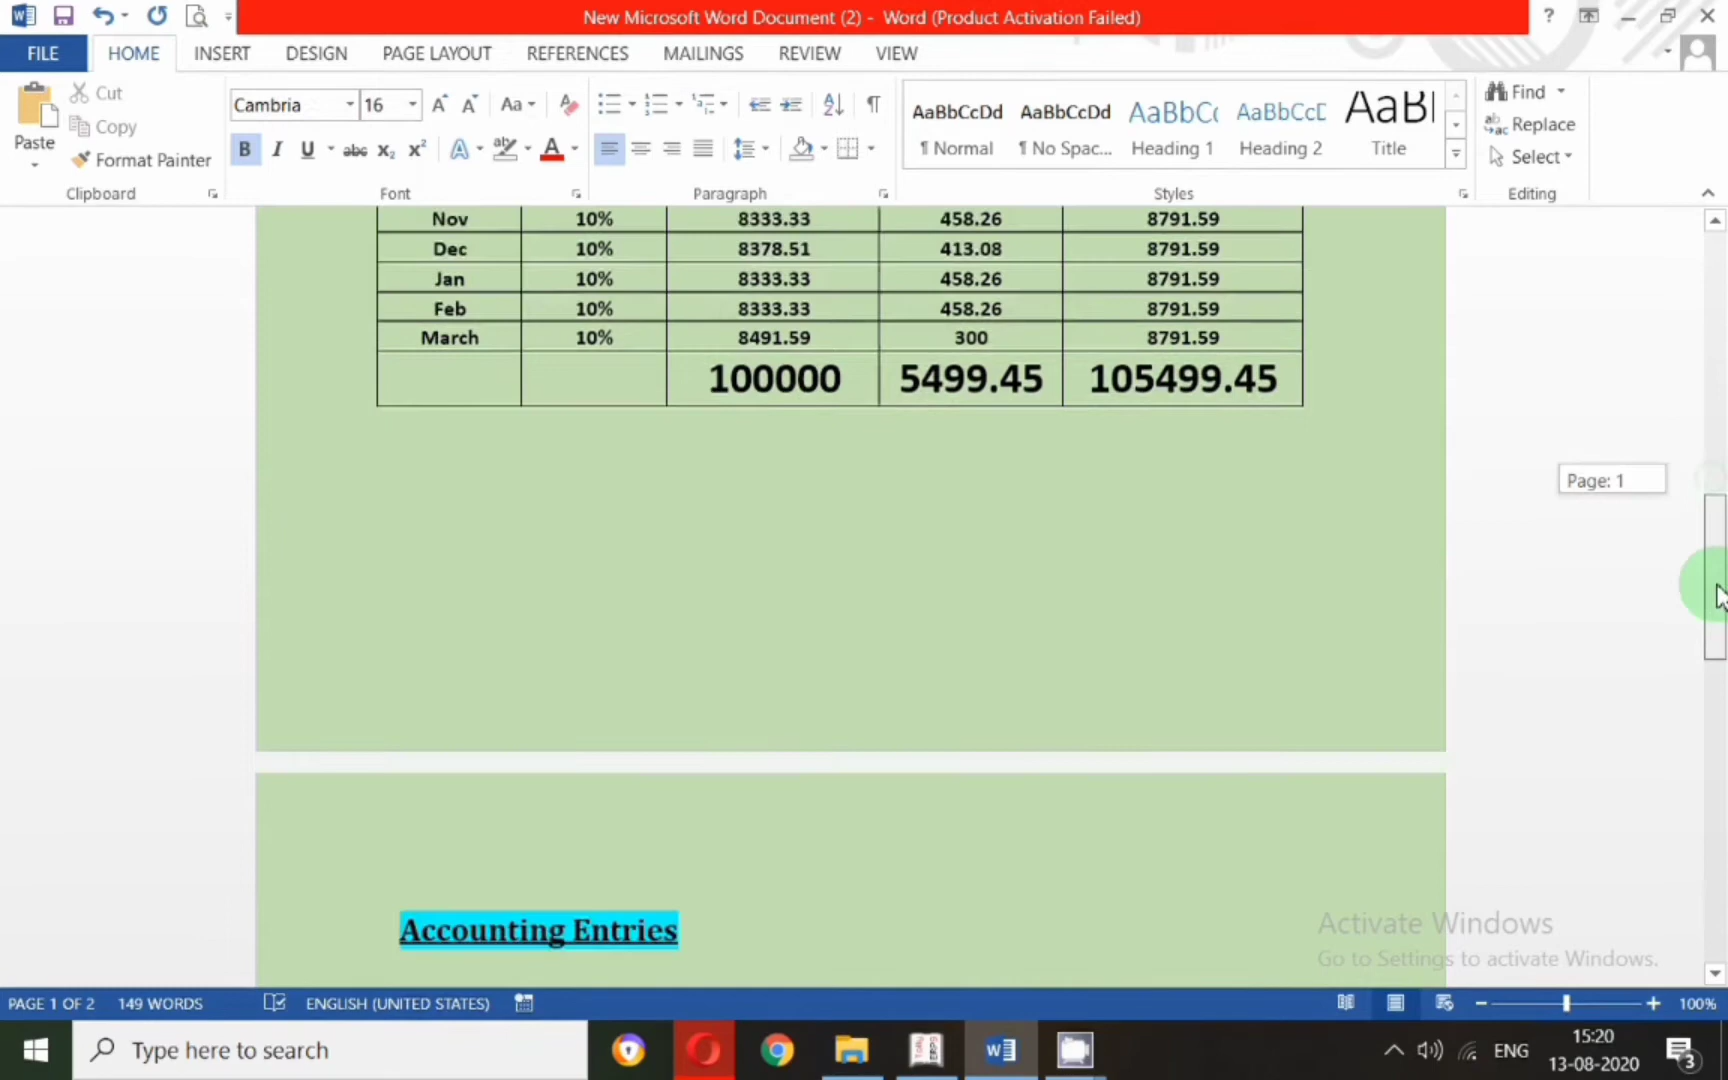 New Microsoft Word Document (2) - Word (Product Activation Failed)
FILE HOME INSERT DESIGN PAGE LAYOUT REFERENCES MAILINGS REVIEW VIEW
Paste
Cut
Copy
Format Painter
Clipboard
Cambria 16
Font
Paragraph
AaBbCcDd AaBbCcDd AaBbC( AaBbCcD AaB
¶ Normal ¶ No Spac... Heading 1 Heading 2 Title
Styles
Find
Replace
Select
Editing
Nov 10% 8333.33 458.26 8791.59
Dec 10% 8378.51 413.08 8791.59
Jan 10% 8333.33 458.26 8791.59
Feb 10% 8333.33 458.26 8791.59
March 10% 8491.59 300 8791.59
100000 5499.45 105499.45
Page: 1
Accounting Entries
Activate Windows
Go to Settings to activate Windows.
PAGE 1 OF 2 149 WORDS ENGLISH (UNITED STATES) 100%
Type here to search
ENG
15:20
13-08-2020
3